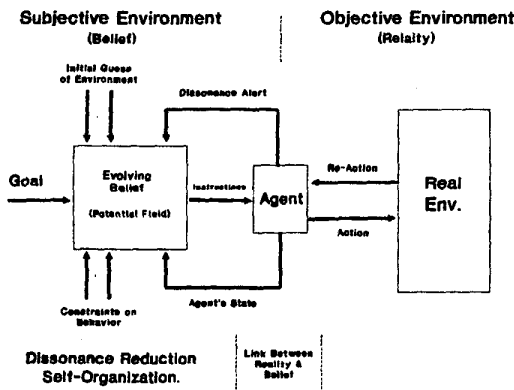 Subjective Environment
(Belief)
Objective Environment
(Relaity)
Initial Guess
of Environment
Dissonance Alert
Goal
Evolving
Belief
(Potential Field)
Instructions
Agent
Re-Action
Action
Real
Env.
Agent's State
Constraints on
Behavior
Dissonance Reduction
Self-Organization.
Link Between
Reality &
Belief